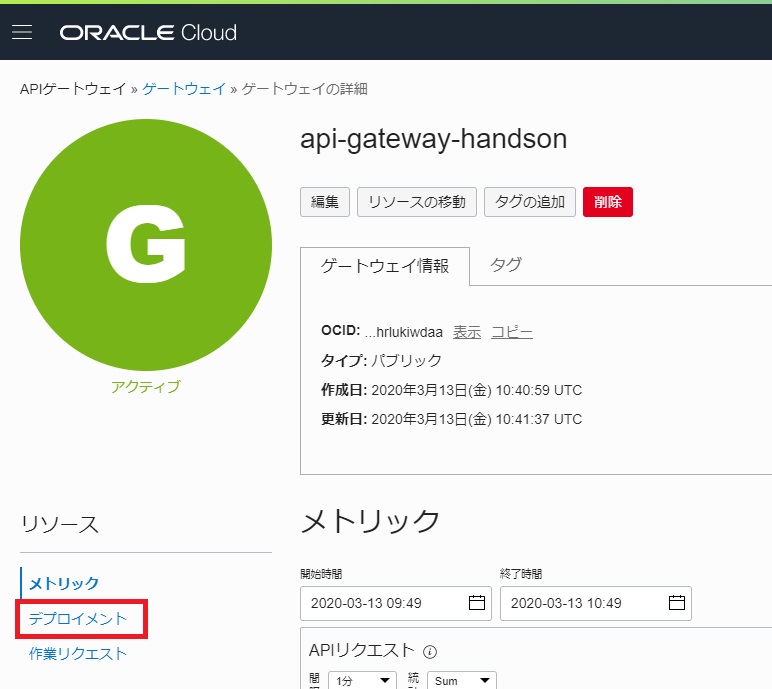 ORACLE Cloud
APIゲートウェイ » ゲートウェイ » ゲートウェイの詳細
G
アクティブ
api-gateway-handson
編集 リソースの移動 タグの追加 削除
ゲートウェイ情報 タグ
OCID: ...hrlukiwdaa 表示 コピー
タイプ: パブリック
作成日: 2020年3月13日(金) 10:40:59 UTC
更新日: 2020年3月13日(金) 10:41:37 UTC
リソース
メトリック
デプロイメント
作業リクエスト
メトリック
開始時間 終了時間
2020-03-13 09:49 2020-03-13 10:49
APIリクエスト
間 1分 統 Sum